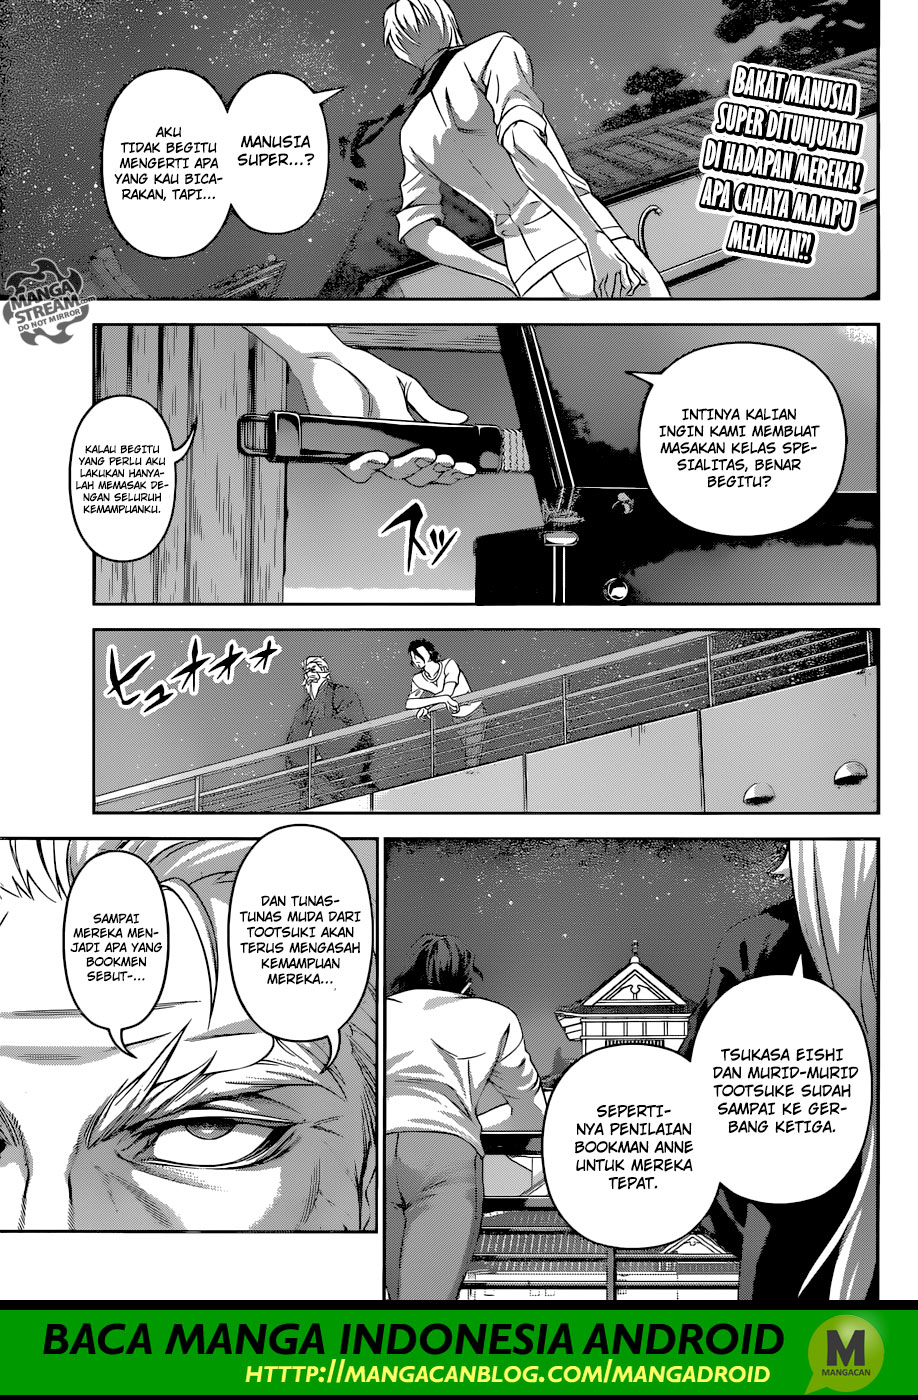 BAKAT MANUSIA
SUPER DITUNJUKAN
DI HADAPAN MEREKA!
APA CAHAYA MAMPU
MELAWAN?!
MANUSIA
SUPER...?
AKU
TIDAK BEGITU
MENGERTI APA
YANG KAU BICA-
RAKAN, TAPI...
MANGA
STREAM.com
DO NOT MIRROR
INTINYA KALIAN
INGIN KAMI MEMBUAT
MASAKAN KELAS SPE-
SIALITAS, BENAR
BEGITU?
KALAU BEGITU
YANG PERLU AKU
LAKUKAN HANYA-
LAH MEMASAK DE-
NGAN SELURUH
KEMAMPUANKU.
スッ
ヒュオオオ
TSUKASA EISHI
DAN MURID-MURID
TOOTSUKE SUDAH
SAMPAI KE GER-
BANG KETIGA.
SEPERTI-
NYA PENILAIAN
BOOKMAN ANNE
UNTUK MEREKA
TEPAT.
DAN TUNAS-
TUNAS MUDA DARI
TOOTSUKI AKAN
TERUS MENGASAH
KEMAMPUAN
MEREKA...
SAMPAI
MEREKA MEN-
JADI APA YANG
BOOKMEN
SEBUT-...
BACA MANGA INDONESIA ANDROID
HTTTP://MANGACANBLOG.COM/MANGADROID
M
MANGACAN